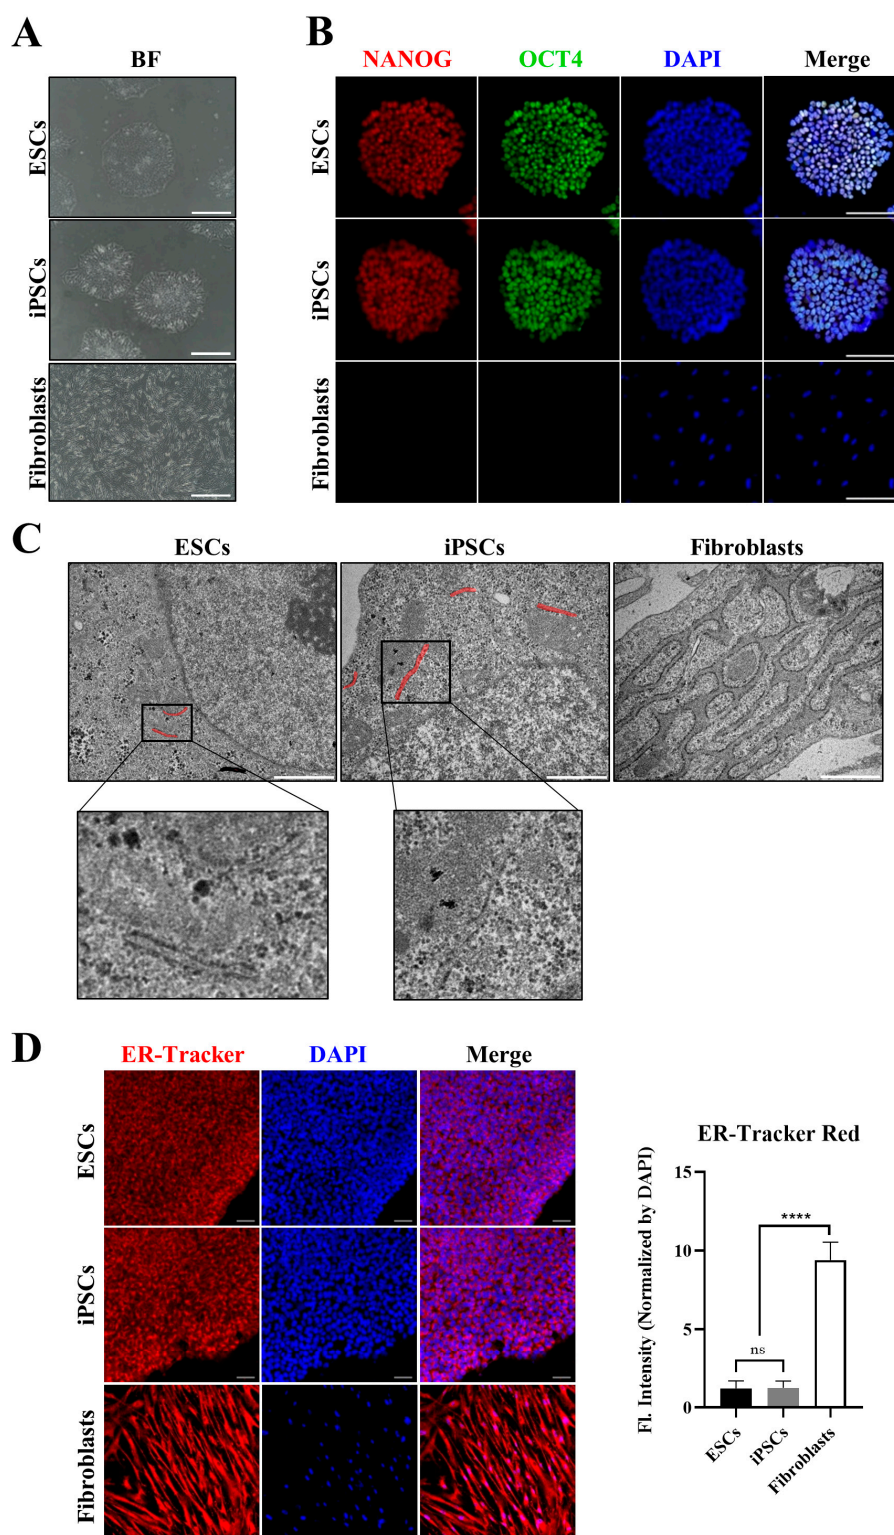 A
BF
ESCs
iPSCs
Fibroblasts
B
NANOG OCT4 DAPI Merge
ESCs
iPSCs
Fibroblasts
C
ESCs iPSCs Fibroblasts
D
ER-Tracker DAPI Merge
ESCs
iPSCs
Fibroblasts
ER-Tracker Red
Fl. Intensity (Normalized by DAPI)
15
10
5
0
****
ns
ESCs
iPSCs
Fibroblasts